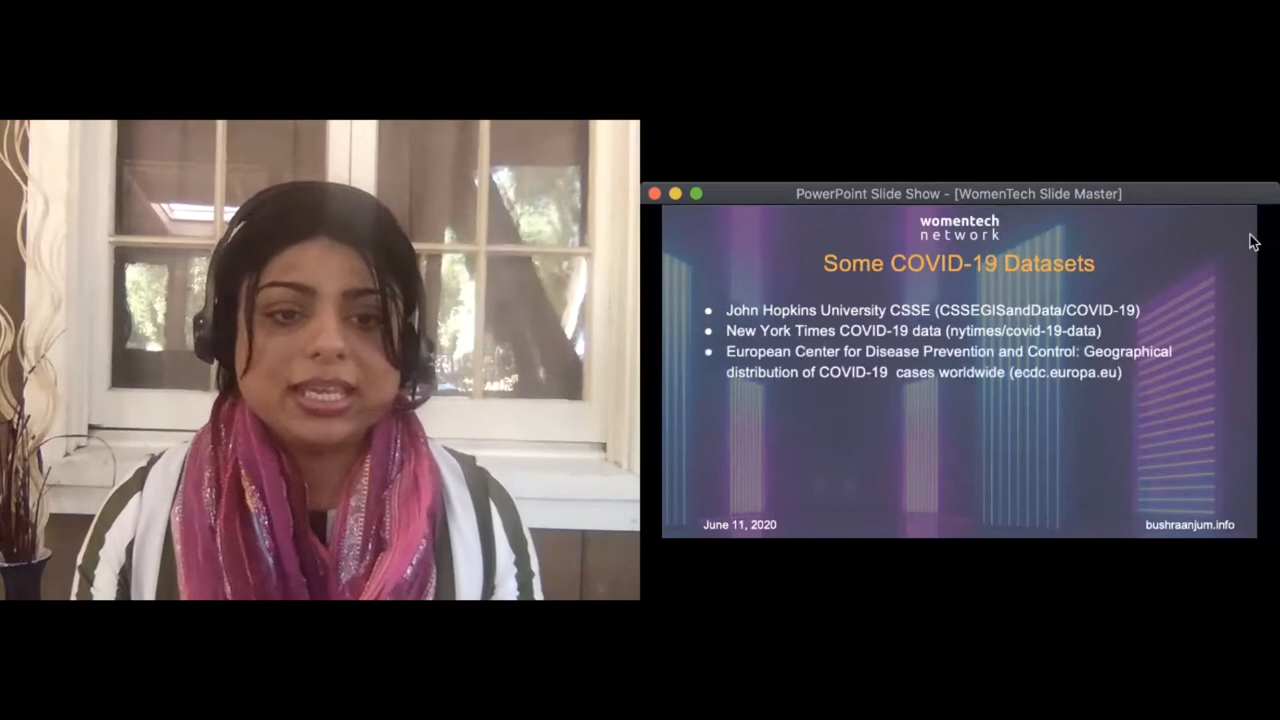 PowerPoint Slide Show - [WomenTech Slide Master]
womentech
network
Some COVID-19 Datasets
• John Hopkins University CSSE (CSSEGISandData/COVID-19)
• New York Times COVID-19 data (nytimes/covid-19-data)
• European Center for Disease Prevention and Control: Geographical
distribution of COVID-19 cases worldwide (ecdc.europa.eu)
June 11, 2020
bushraanjum.info